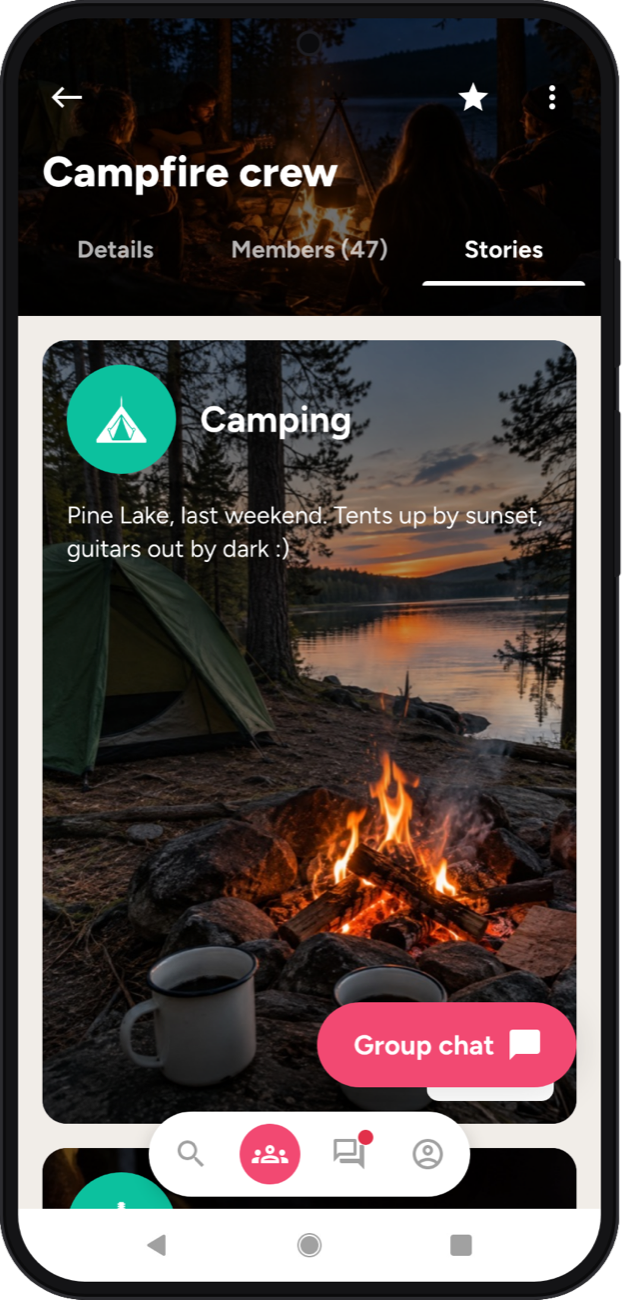 Campfire crew
Details
Members (47)
Stories
Camping
Pine Lake, last weekend. Tents up by sunset,
guitars out by dark :)
Group chat